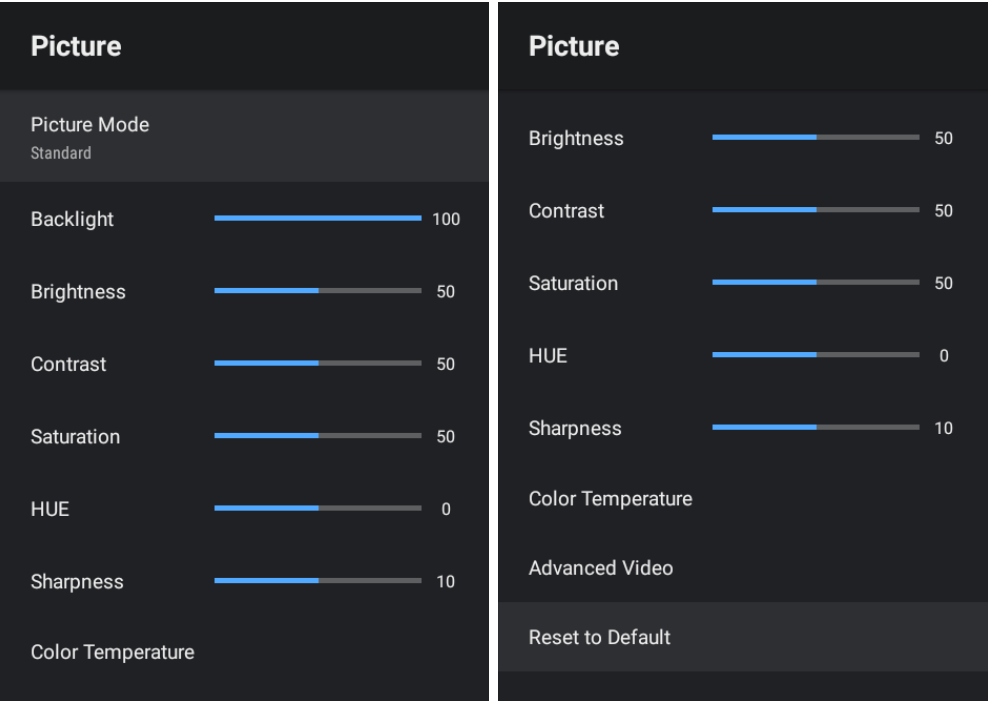 Picture
Picture Mode
Standard
Backlight 100
Brightness 50
Contrast 50
Saturation 50
HUE 0
Sharpness 10
Color Temperature
Picture
Brightness 50
Contrast 50
Saturation 50
HUE 0
Sharpness 10
Color Temperature
Advanced Video
Reset to Default